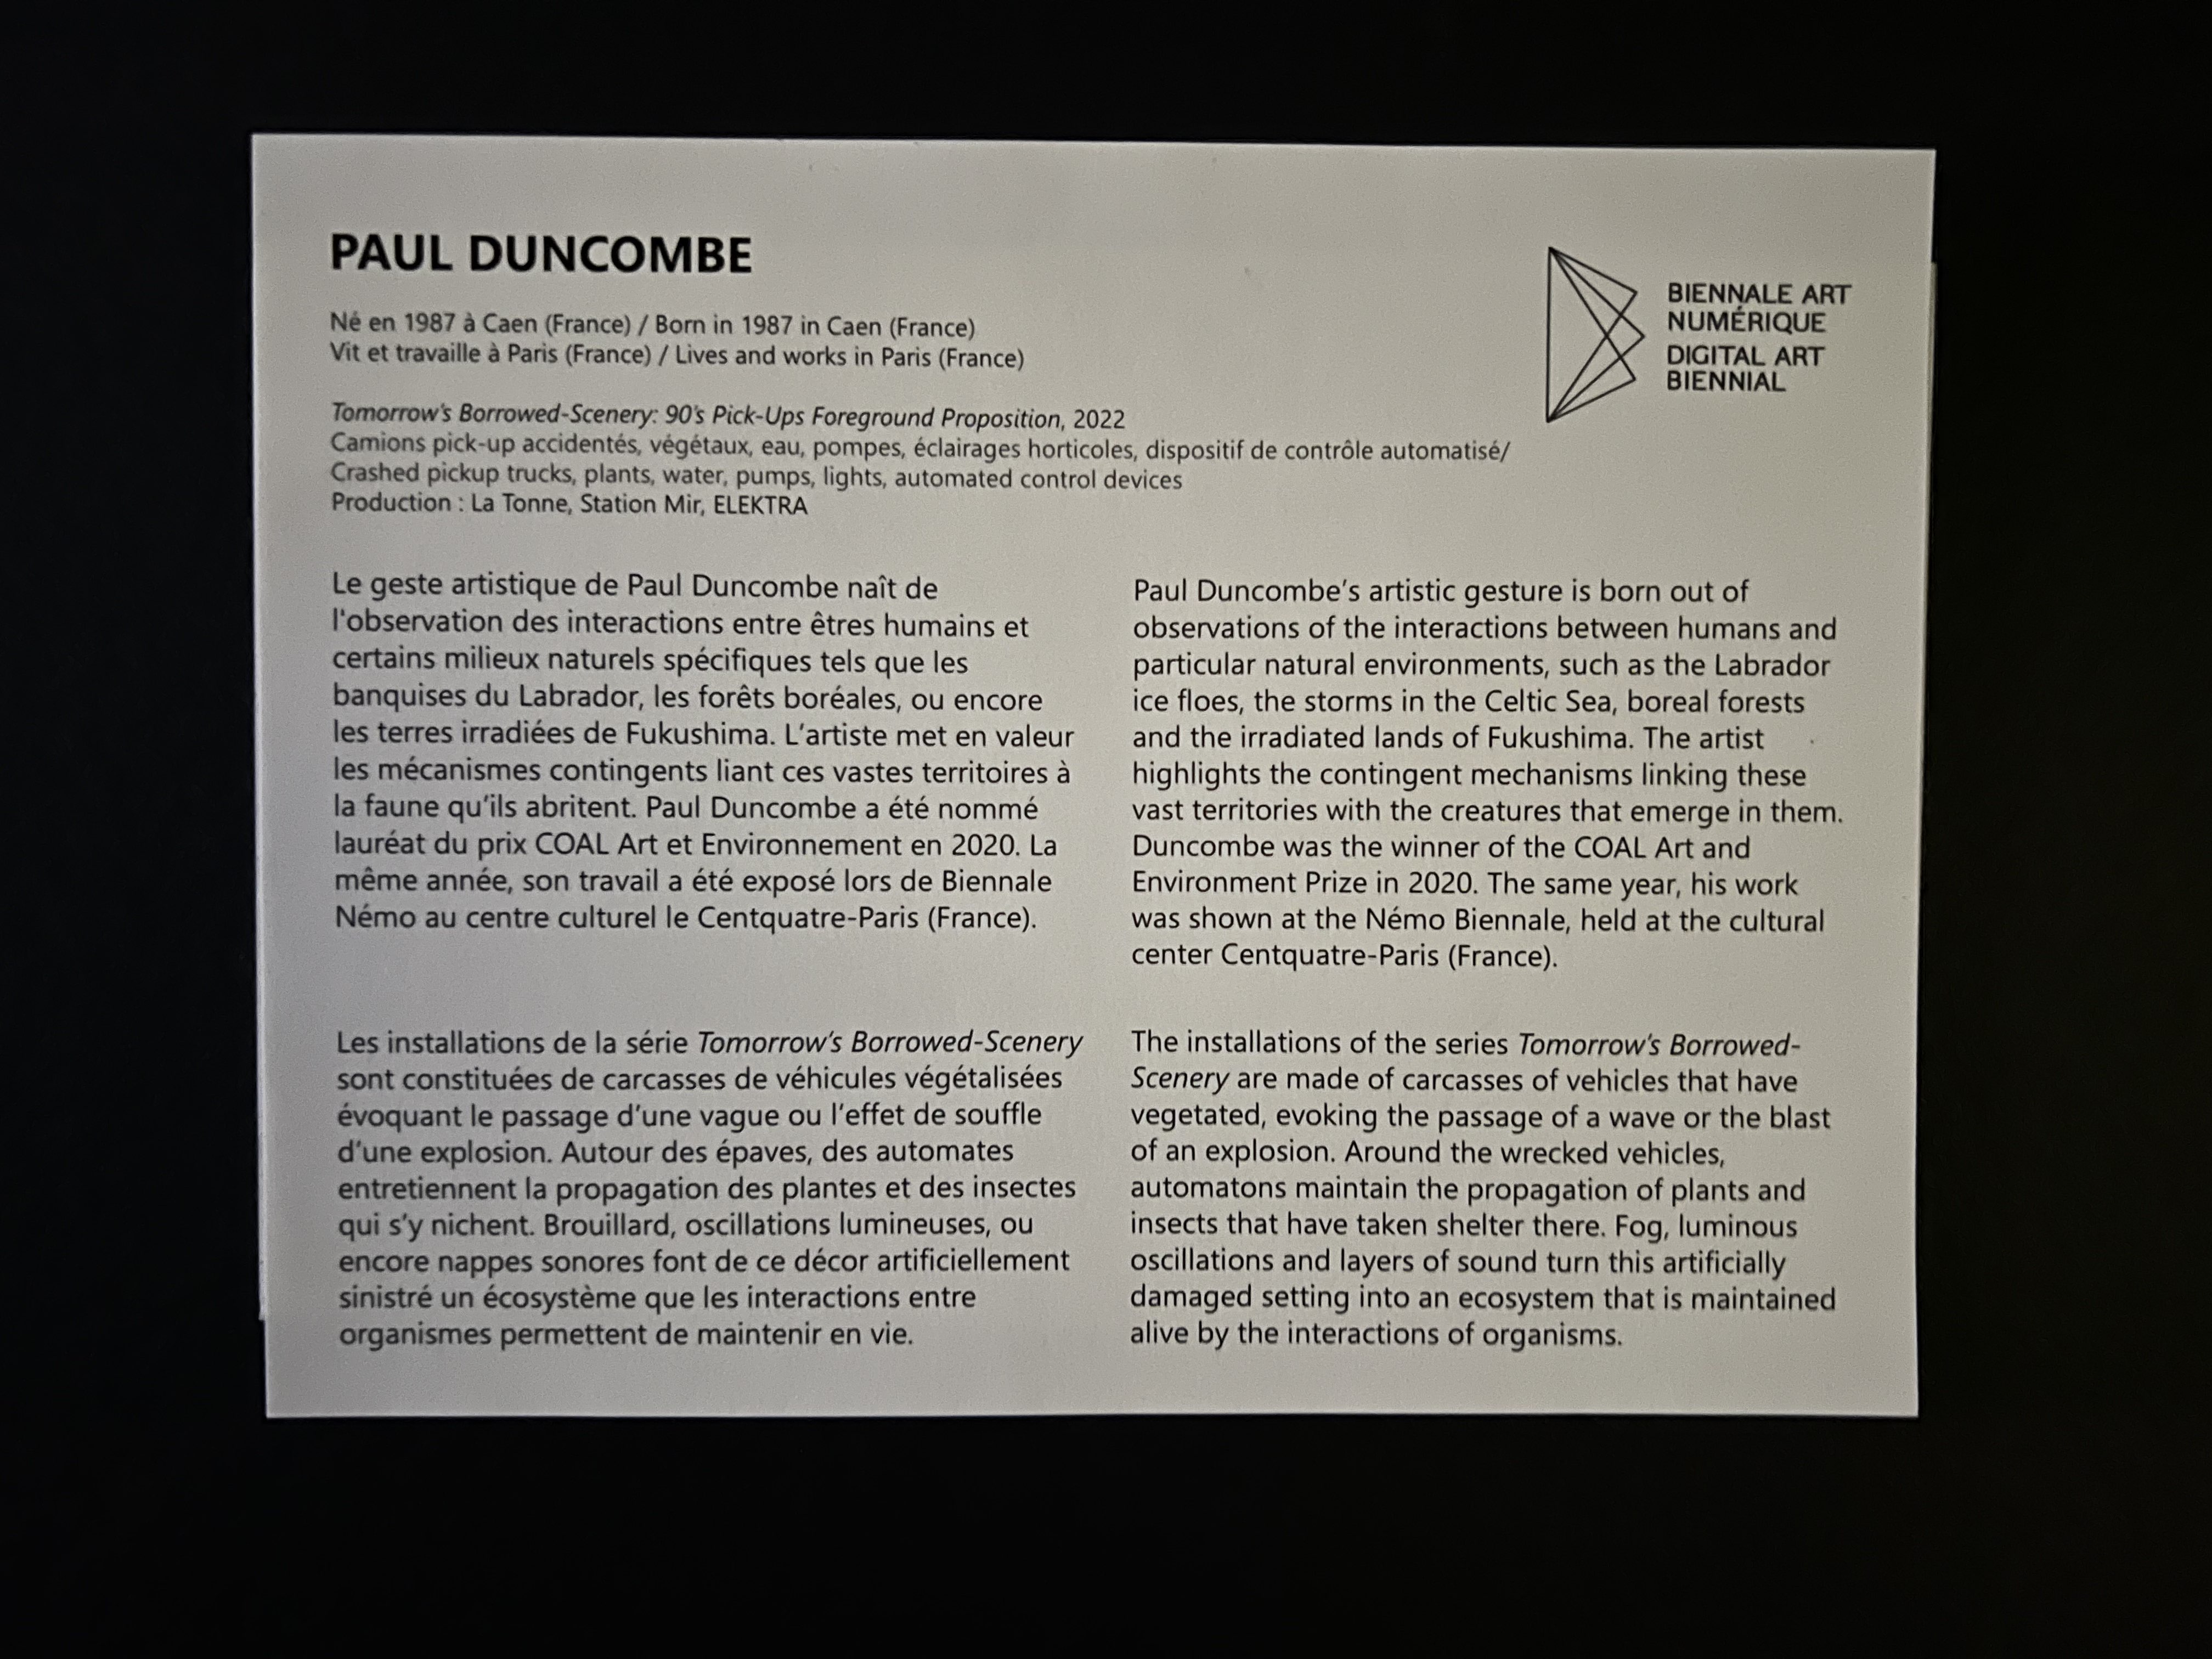 PAUL DUNCOMBE
Né en 1987 à Caen (France) / Born in 1987 in Caen (France)
Vit et travaille à Paris (France) / Lives and works in Paris (France)
Tomorrow's Borrowed-Scenery: 90's Pick-Ups Foreground Proposition, 2022
Camions pick-up accidentés, végétaux, eau, pompes, éclairages horticoles, dispositif de contrôle automatisé/
Crashed pickup trucks, plants, water, pumps, lights, automated control devices
Production : La Tonne, Station Mir, ELEKTRA
BIENNALE ART
NUMÉRIQUE
DIGITAL ART
BIENNIAL
Le geste artistique de Paul Duncombe naît de
l'observation des interactions entre êtres humains et
certains milieux naturels spécifiques tels que les
banquises du Labrador, les forêts boréales, ou encore
les terres irradiées de Fukushima. L'artiste met en valeur
les mécanismes contingents liant ces vastes territoires à
la faune qu'ils abritent. Paul Duncombe a été nommé
lauréat du prix COAL Art et Environnement en 2020. La
même année, son travail a été exposé lors de Biennale
Némo au centre culturel le Centquatre-Paris (France).
Les installations de la série Tomorrow's Borrowed-Scenery
sont constituées de carcasses de véhicules végétalisées
évoquant le passage d'une vague ou l'effet de souffle
d'une explosion. Autour des épaves, des automates
entretiennent la propagation des plantes et des insectes
qui s'y nichent. Brouillard, oscillations lumineuses, ou
encore nappes sonores font de ce décor artificiellement
sinistré un écosystème que les interactions entre
organismes permettent de maintenir en vie.
Paul Duncombe's artistic gesture is born out of
observations of the interactions between humans and
particular natural environments, such as the Labrador
ice floes, the storms in the Celtic Sea, boreal forests
and the irradiated lands of Fukushima. The artist
highlights the contingent mechanisms linking these
vast territories with the creatures that emerge in them.
Duncombe was the winner of the COAL Art and
Environment Prize in 2020. The same year, his work
was shown at the Némo Biennale, held at the cultural
center Centquatre-Paris (France).
The installations of the series Tomorrow's Borrowed-
Scenery are made of carcasses of vehicles that have
vegetated, evoking the passage of a wave or the blast
of an explosion. Around the wrecked vehicles,
automatons maintain the propagation of plants and
insects that have taken shelter there. Fog, luminous
oscillations and layers of sound turn this artificially
damaged setting into an ecosystem that is maintained
alive by the interactions of organisms.